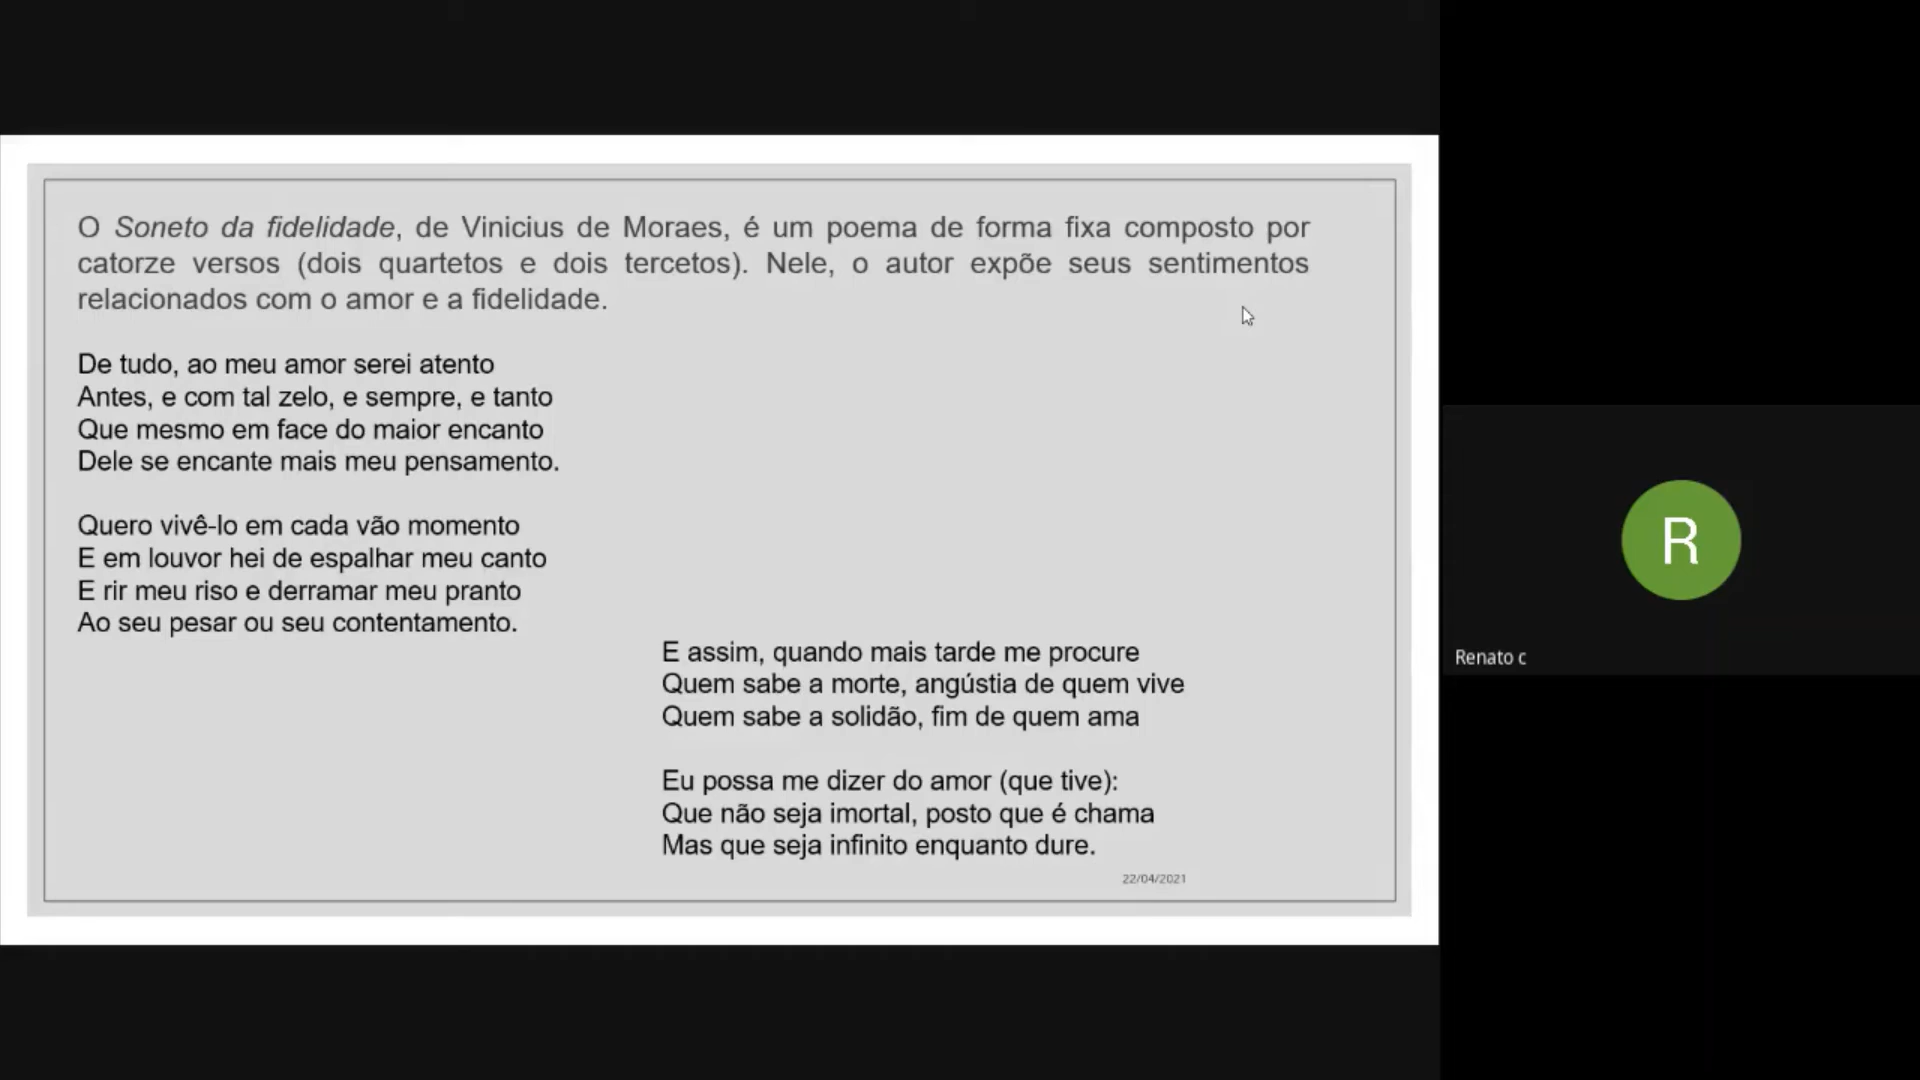 O Soneto da fidelidade, de Vinicius de Moraes, é um poema de forma fixa composto por
catorze versos (dois quartetos e dois tercetos). Nele, o autor expõe seus sentimentos
relacionados com o amor e a fidelidade.
De tudo, ao meu amor serei atento
Antes, e com tal zelo, e sempre, e tanto
Que mesmo em face do maior encanto
Dele se encante mais meu pensamento.
Quero vivê-lo em cada vão momento
E em louvor hei de espalhar meu canto
E rir meu riso e derramar meu pranto
Ao seu pesar ou seu contentamento.
E assim, quando mais tarde me procure
Quem sabe a morte, angústia de quem vive
Quem sabe a solidão, fim de quem ama
Eu possa me dizer do amor (que tive):
Que não seja imortal, posto que é chama
Mas que seja infinito enquanto dure.
22/04/2021
R
Renato c